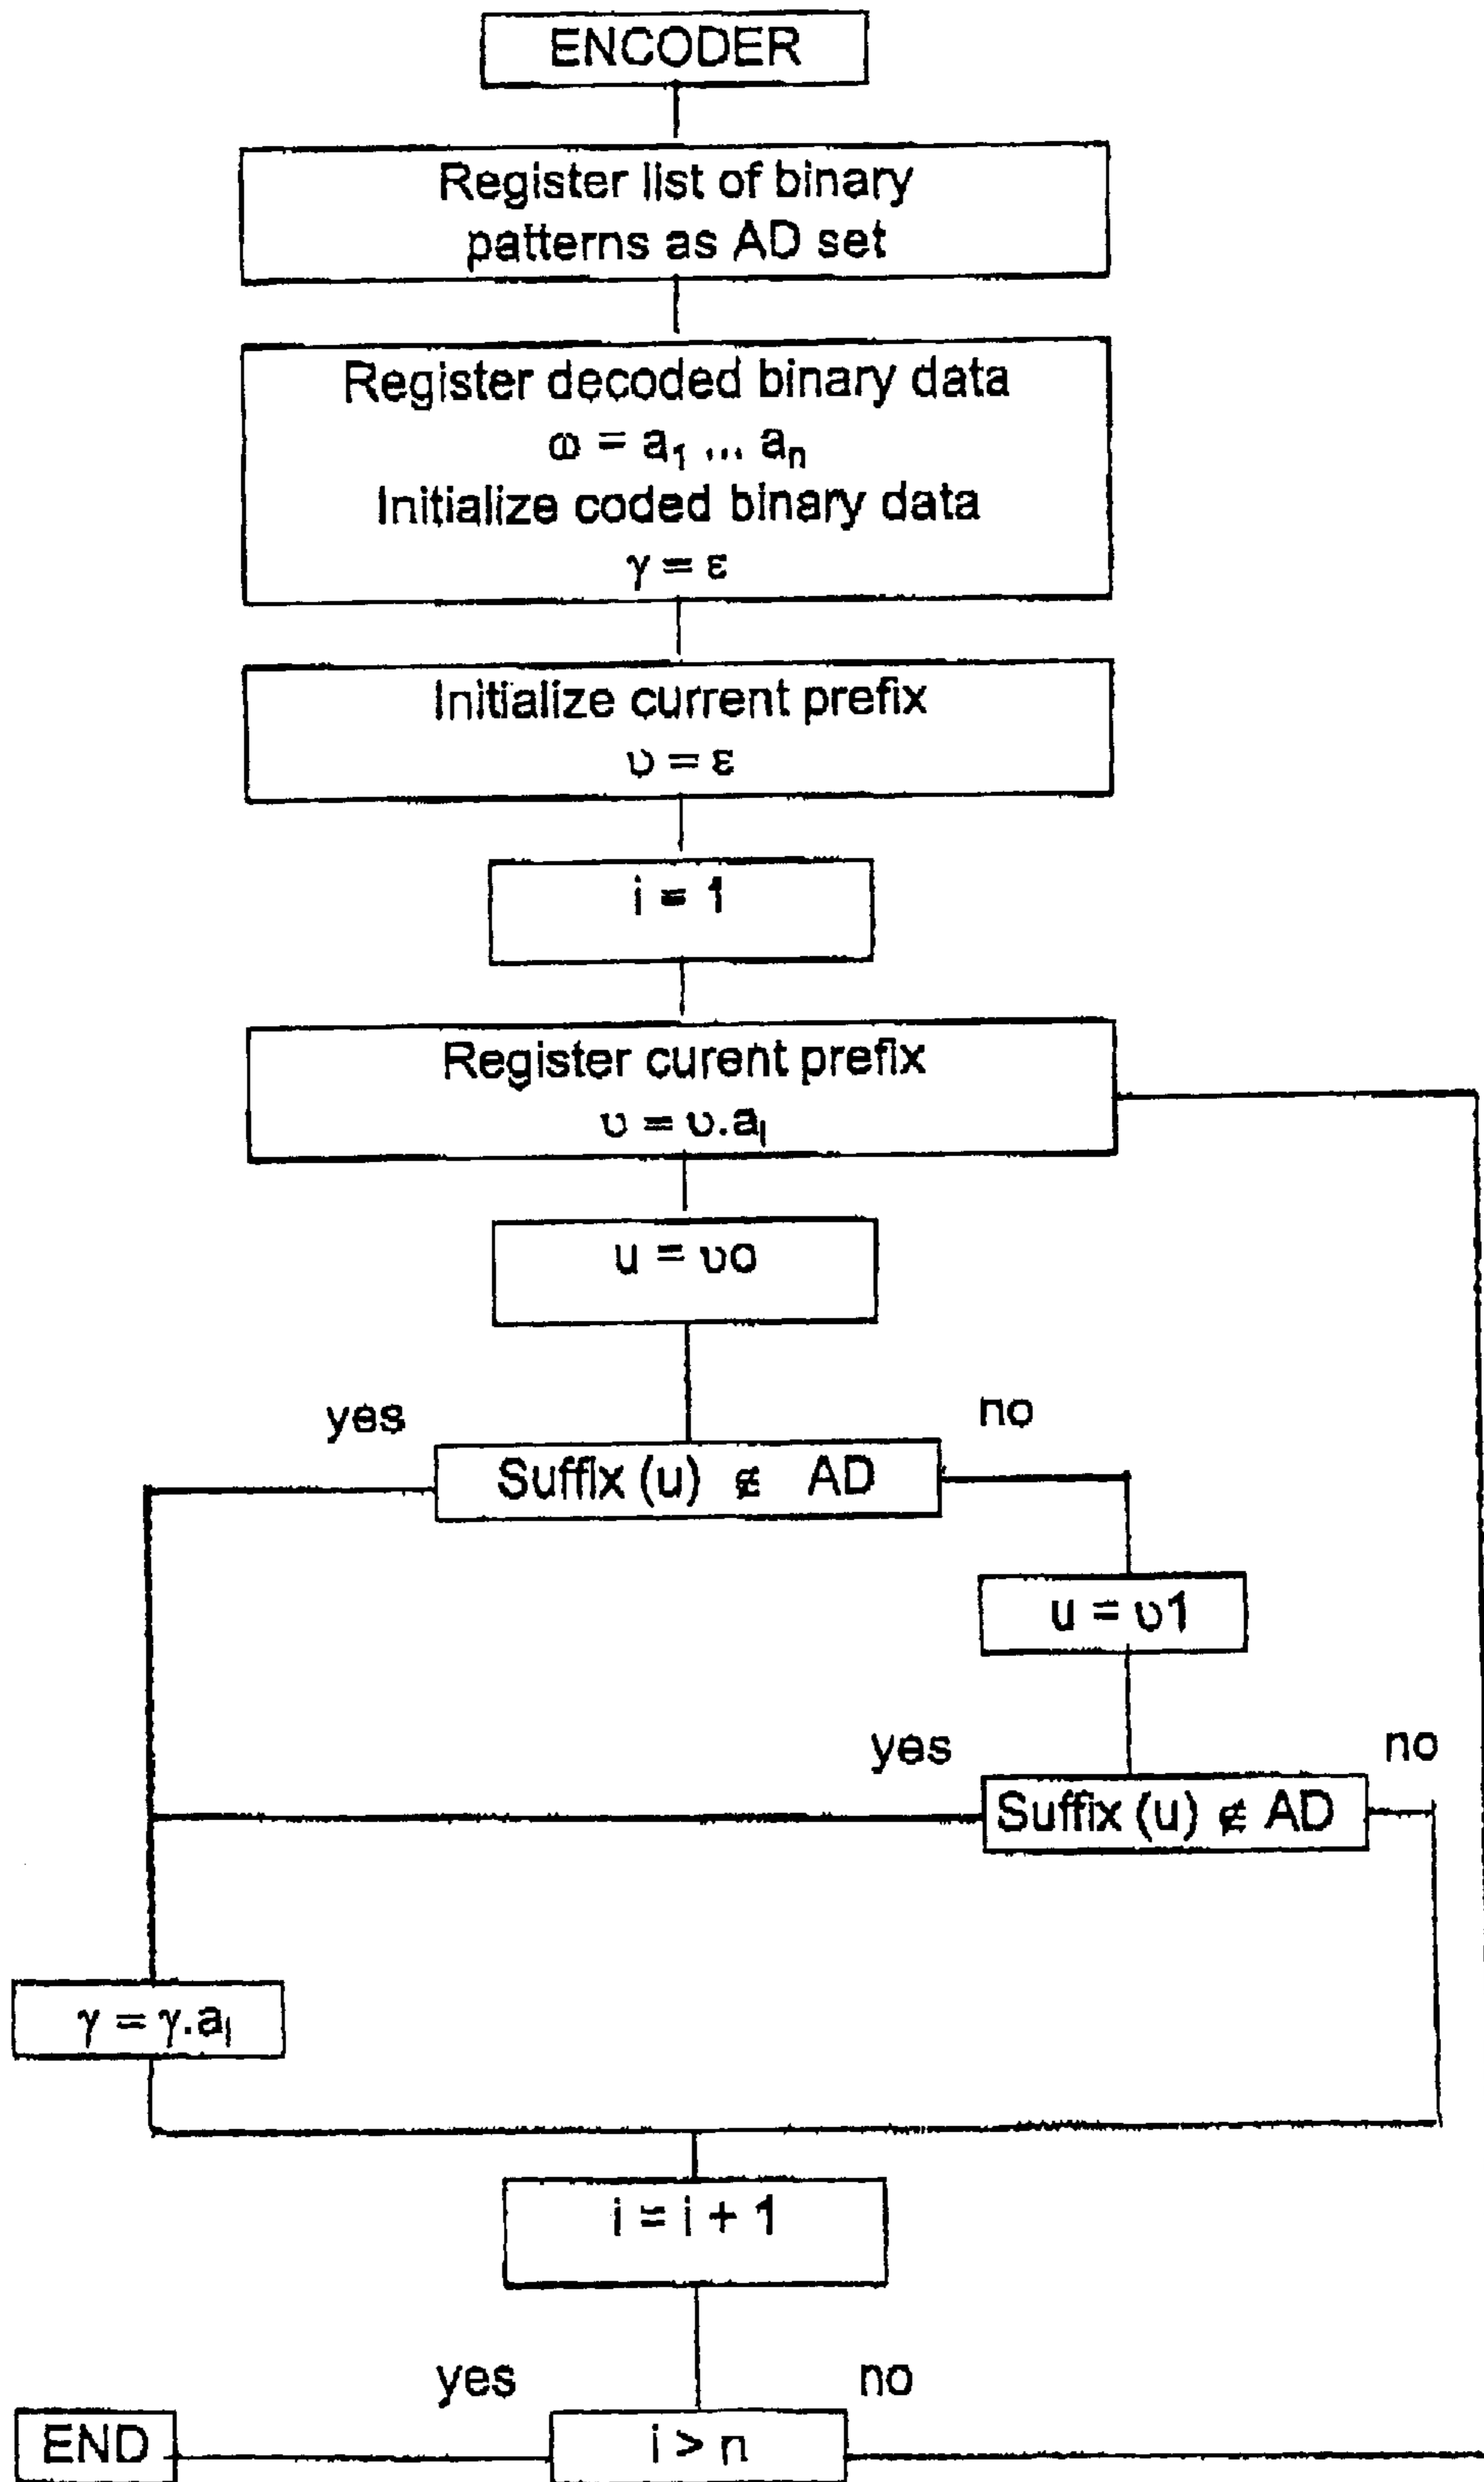 ENCODER
Register list of binary
patterns as AD set
Register decoded binary data
ω = a₁ ... aₙ
Initialize coded binary data
γ = ε
Initialize current prefix
υ = ε
i = 1
Register curent prefix
υ = υ.aᵢ
u = υo
yes
no
Suffix (u) ∉ AD
u = υ1
yes
no
Suffix (u) ∉ AD
γ = γ.aᵢ
i = i + 1
yes
no
END
i > n